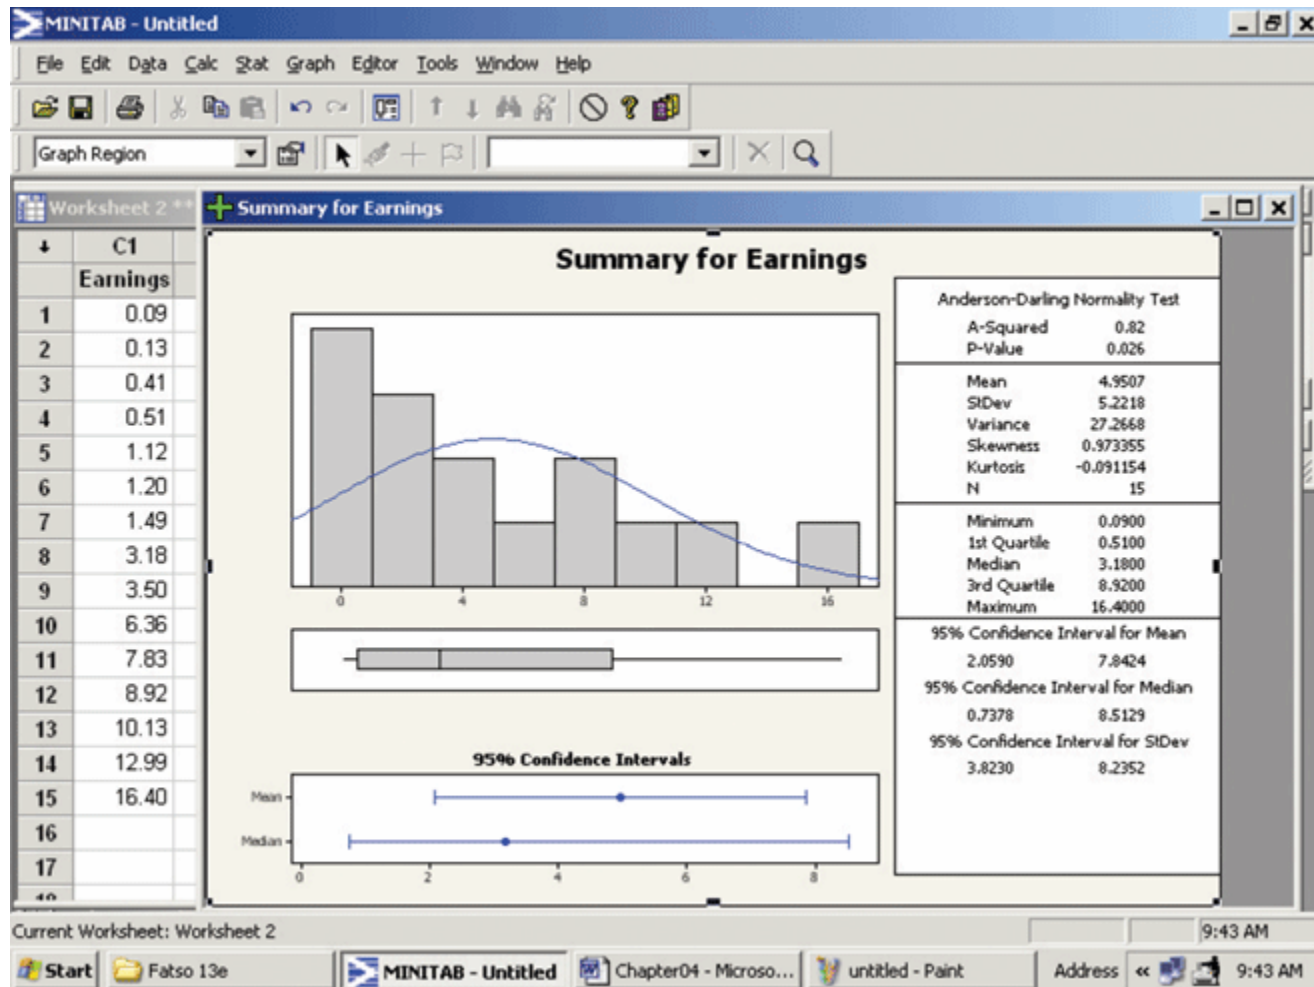 MINITAB - Untitled
File Edit Data Calc Stat Graph Editor Tools Window Help
Graph Region
Worksheet 2 **
Summary for Earnings
C1
Earnings
1 0.09
2 0.13
3 0.41
4 0.51
5 1.12
6 1.20
7 1.49
8 3.18
9 3.50
10 6.36
11 7.83
12 8.92
13 10.13
14 12.99
15 16.40
16
17
Summary for Earnings
0 4 8 12 16
95% Confidence Intervals
Mean
Median
0 2 4 6 8
Anderson-Darling Normality Test
A-Squared 0.82
P-Value 0.026
Mean 4.9507
StDev 5.2218
Variance 27.2668
Skewness 0.973355
Kurtosis -0.091154
N 15
Minimum 0.0900
1st Quartile 0.5100
Median 3.1800
3rd Quartile 8.9200
Maximum 16.4000
95% Confidence Interval for Mean
2.0590 7.8424
95% Confidence Interval for Median
0.7378 8.5129
95% Confidence Interval for StDev
3.8230 8.2352
Current Worksheet: Worksheet 2
9:43 AM
Start Fatso 13e MINITAB - Untitled Chapter04 - Microso... untitled - Paint Address « 9:43 AM